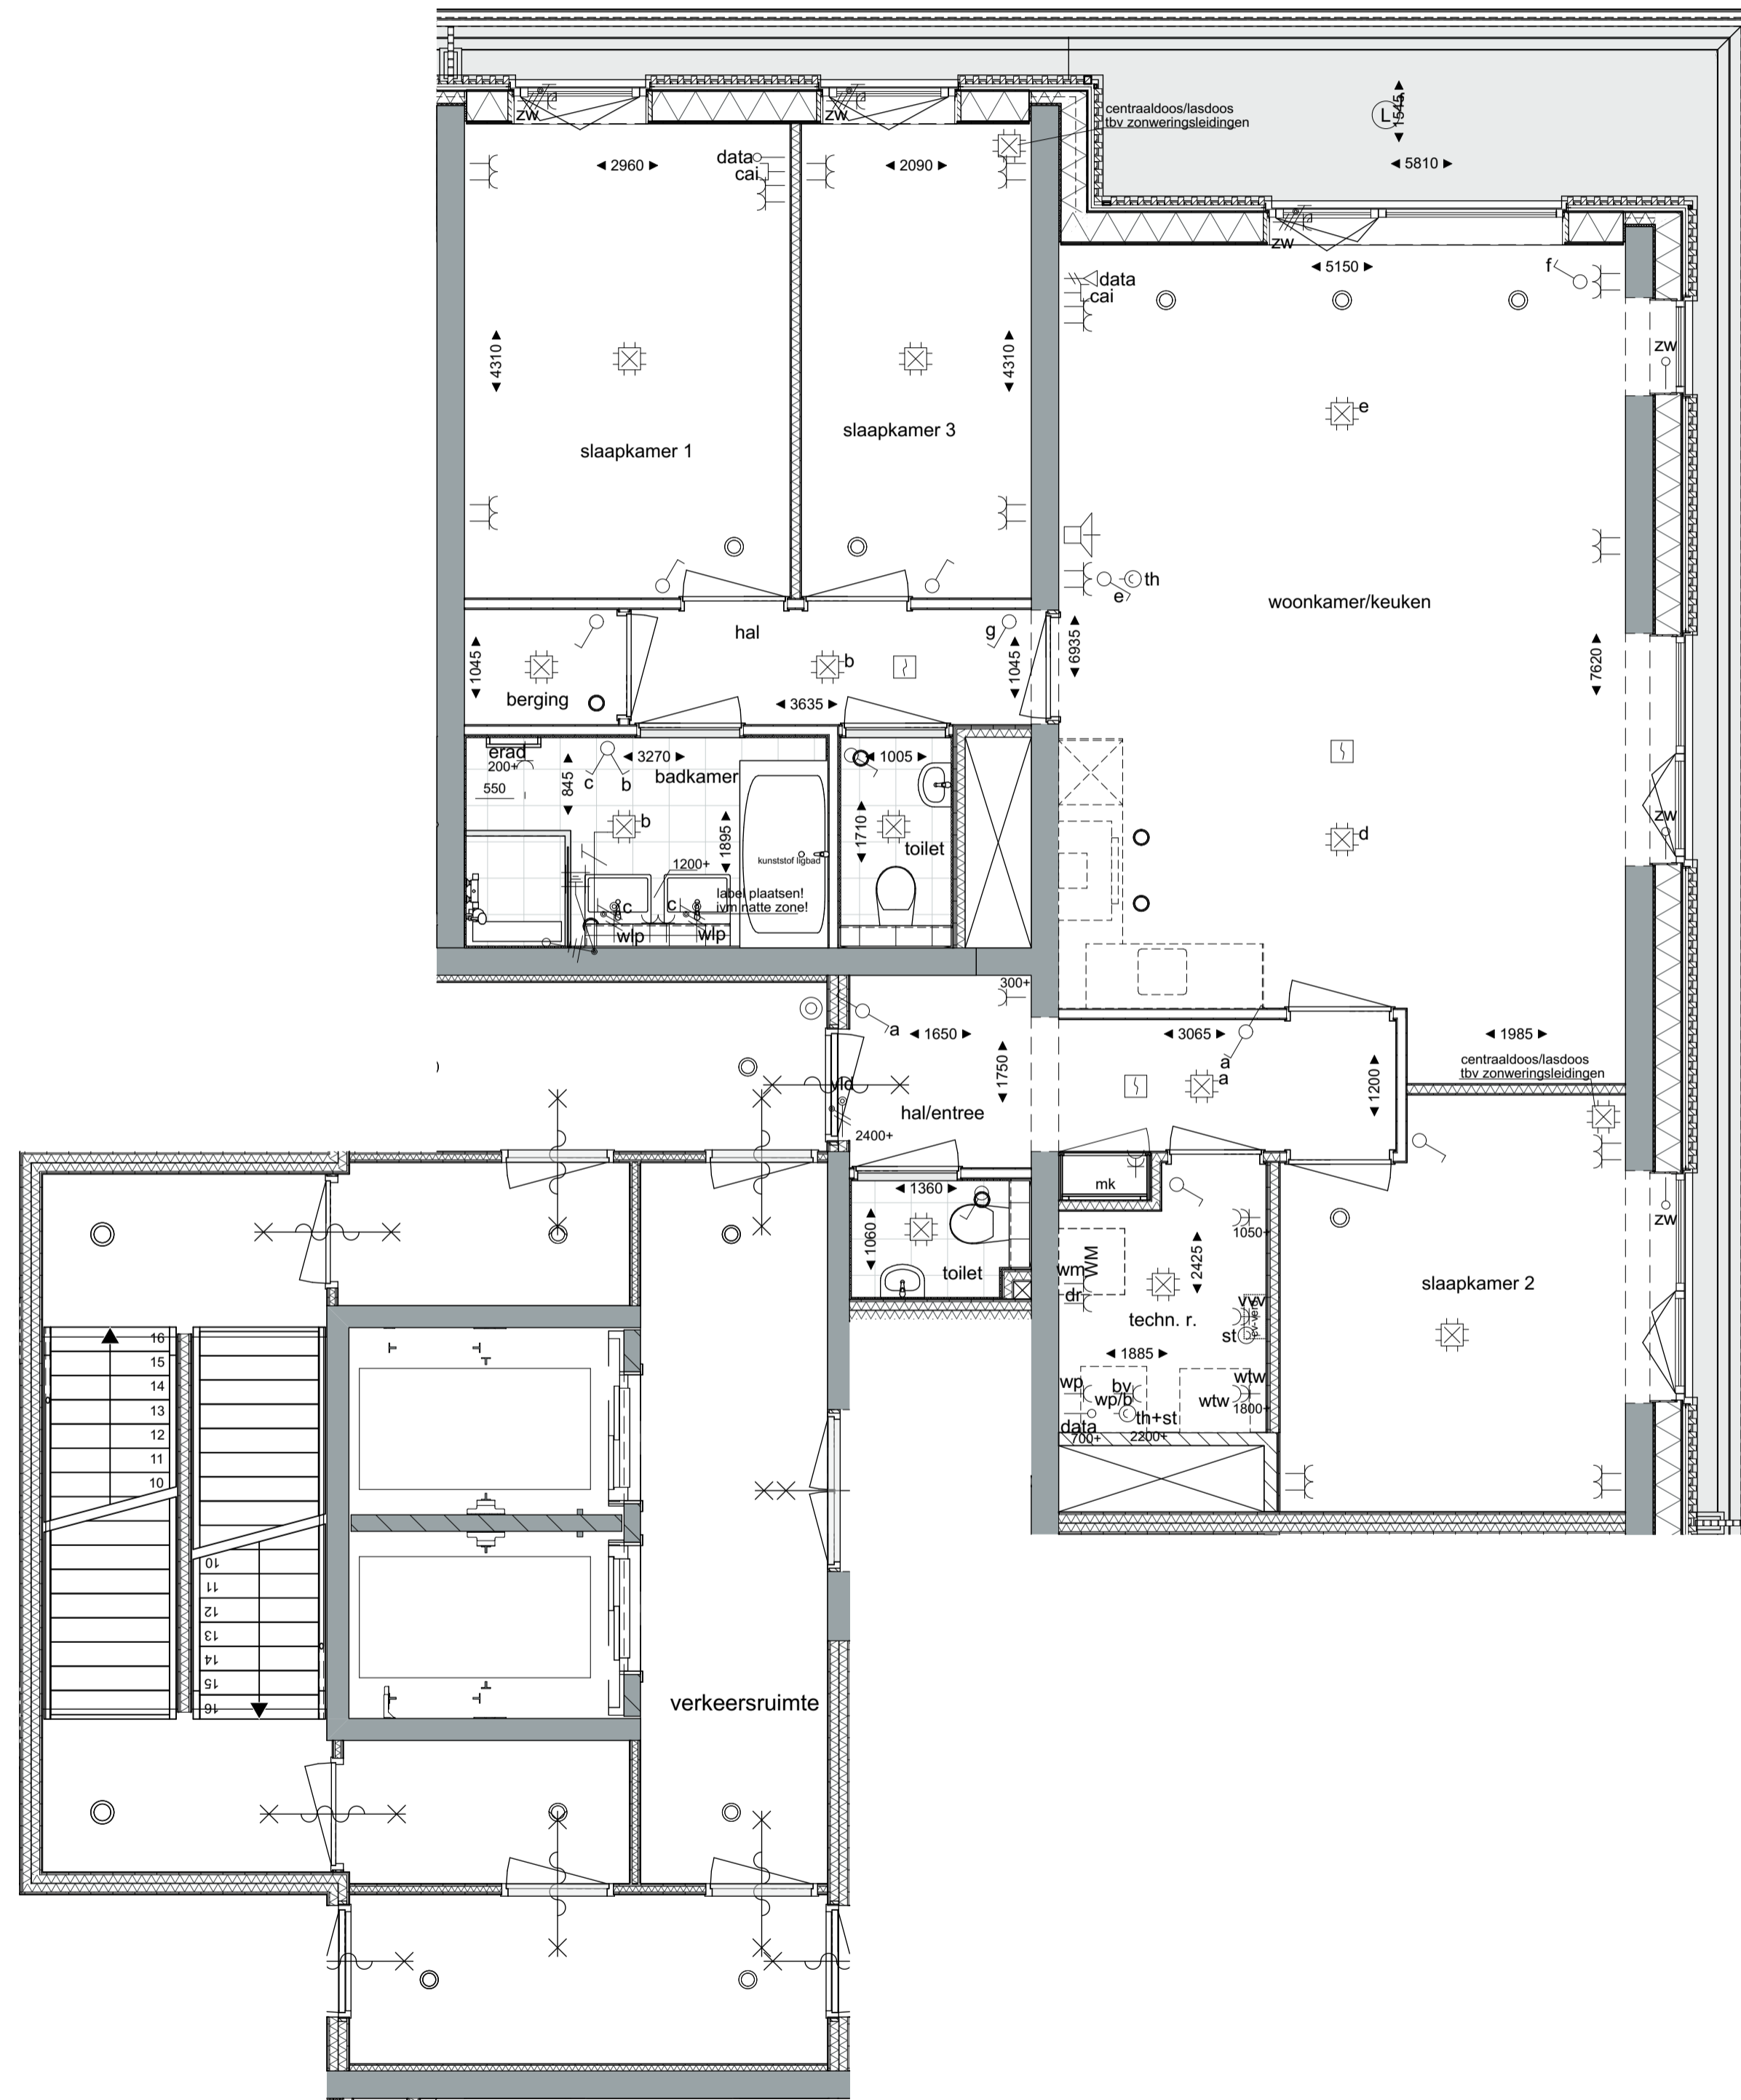 centraaldoos/lasdoos
tbv zonweringsleidingen
L
1545
5810
zw
zw
2960
data
cai
2090
zw
5150
f
data
cai
zw
4310
4310
e
slaapkamer 1
slaapkamer 3
th
e
woonkamer/keuken
hal
g
1045
b
1045
6935
7620
berging
3635
erad
200+
550
845
3270
c
b
badkamer
1005
b
1895
1710
toilet
kunststof ligbad
1200+
label plaatsen!
ivm natte zone!
c
c
wlp
wlp
zw
d
300+
a
1650
3065
1985
a
a
1750
1200
centraaldoos/lasdoos
tbv zonweringsleidingen
vld
hal/entree
2400+
1360
1060
toilet
mk
1050+
2425
WM
wm
dr
techn. r.
vvv
cv-verd
st
1885
wp
bv
wp/b
wtw
wtw
1800+
data
700+
th+st
2200+
zw
slaapkamer 2
16
15
14
13
12
11
10
10
11
12
13
14
15
16
verkeersruimte